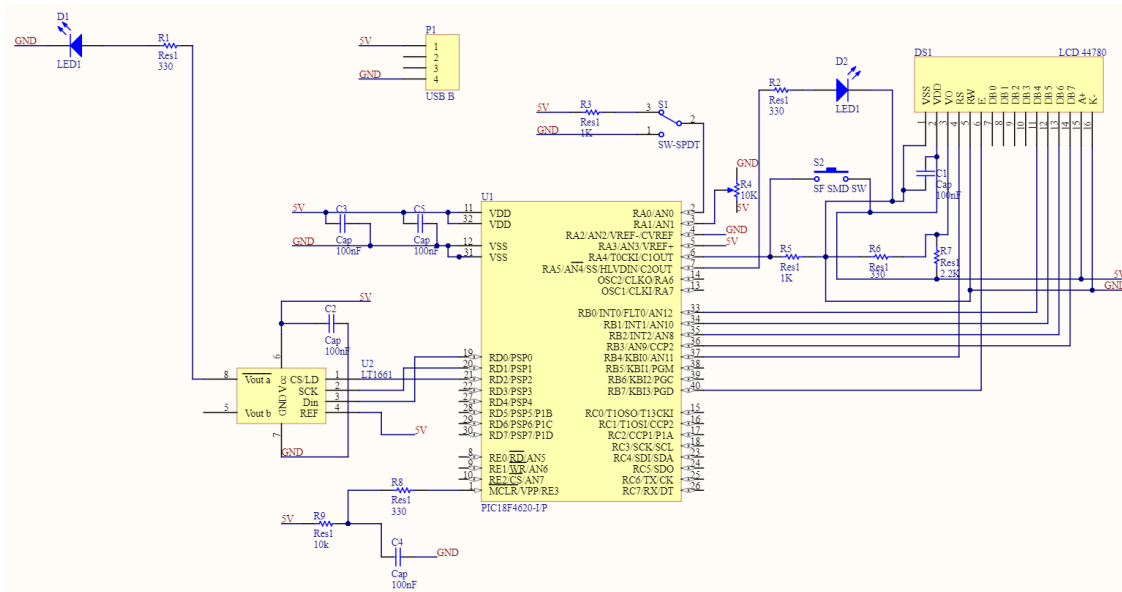 D1
GND
LED1
R1
Res1
330
P1
5V
1
2
3
4
GND
USB B
5V
R3
Res1
1K
GND
3
S1
2
1
SW-SPDT
R2
Res1
330
D2
LED1
DS1
LCD 44780
VSS
VDD
VO
RS
RW
E
DB0
DB1
DB2
DB3
DB4
DB5
DB6
DB7
A+
K-
1
2
3
4
5
6
7
8
9
10
11
12
13
14
15
16
S2
SF SMD SW
C1
Cap
100nF
GND
R4
10K
5V
GND
5V
R5
Res1
1K
R6
Res1
330
R7
Res1
2.2K
5V
GND
5V
GND
C3
Cap
100nF
C5
Cap
100nF
U1
11 VDD
32 VDD
12 VSS
31 VSS
19 RD0/PSP0
20 RD1/PSP1
21 RD2/PSP2
22 RD3/PSP3
27 RD4/PSP4
28 RD5/PSP5/P1B
29 RD6/PSP6/P1C
30 RD7/PSP7/P1D
8 RE0/RD/AN5
9 RE1/WR/AN6
10 RE2/CS/AN7
1 MCLR/VPP/RE3
PIC18F4620-I/P
RA0/AN0 2
RA1/AN1 3
RA2/AN2/VREF-/CVREF 4
RA3/AN3/VREF+ 5
RA4/T0CKI/C1OUT 6
RA5/AN4/SS/HLVDIN/C2OUT 7
OSC2/CLKO/RA6 14
OSC1/CLKI/RA7 13
RB0/INT0/FLT0/AN12 33
RB1/INT1/AN10 34
RB2/INT2/AN8 35
RB3/AN9/CCP2 36
RB4/KBI0/AN11 37
RB5/KBI1/PGM 38
RB6/KBI2/PGC 39
RB7/KBI3/PGD 40
RC0/T1OSO/T13CKI 15
RC1/T1OSI/CCP2 16
RC2/CCP1/P1A 17
RC3/SCK/SCL 18
RC4/SDI/SDA 23
RC5/SDO 24
RC6/TX/CK 25
RC7/RX/DT 26
5V
C2
Cap
100nF
6
U2
LT1661
8 Vout a
5 Vout b
GND Vcc
CS/LD 1
SCK 2
Din 3
REF 4
7
GND
5V
R8
Res1
330
5V
R9
Res1
10k
C4
Cap
100nF
GND